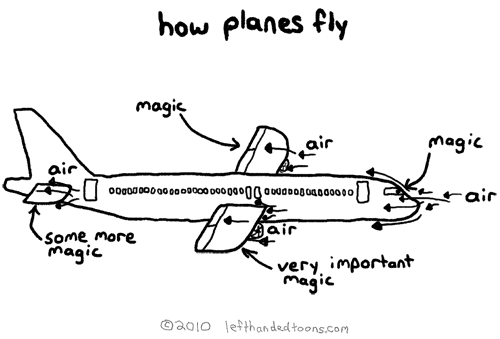 how planes fly
magic
air
magic
air
air
some more
magic
air
very important
magic
©2010 lefthandedtoons.com